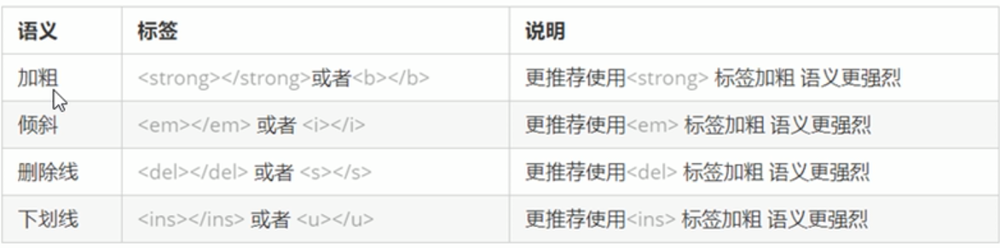 语义 标签 说明
加粗 <strong></strong>或者<b></b> 更推荐使用<strong> 标签加粗 语义更强烈
倾斜 <em></em> 或者 <i></i> 更推荐使用<em> 标签加粗 语义更强烈
删除线 <del></del> 或者 <s></s> 更推荐使用<del> 标签加粗 语义更强烈
下划线 <ins></ins> 或者 <u></u> 更推荐使用<ins> 标签加粗 语义更强烈